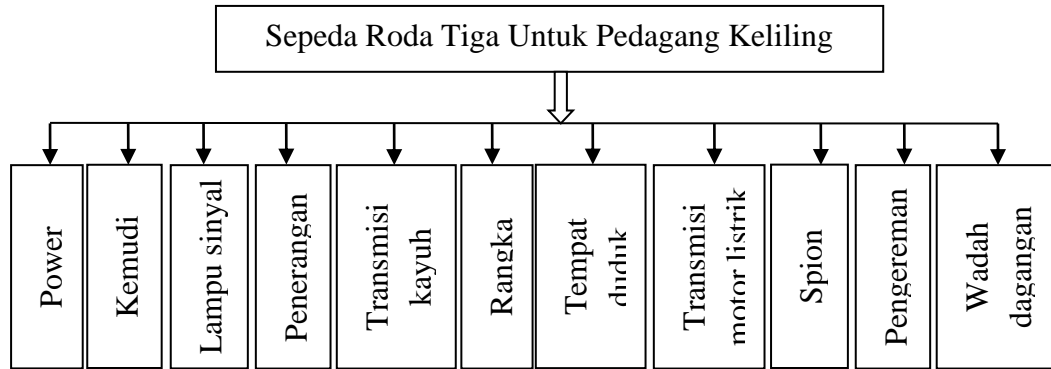 Sepeda Roda Tiga Untuk Pedagang Keliling
Power
Kemudi
Lampu sinyal
Penerangan
Transmisi
kayuh
Rangka
Tempat
duduk
Transmisi
motor listrik
Spion
Pengereman
Wadah
dagangan